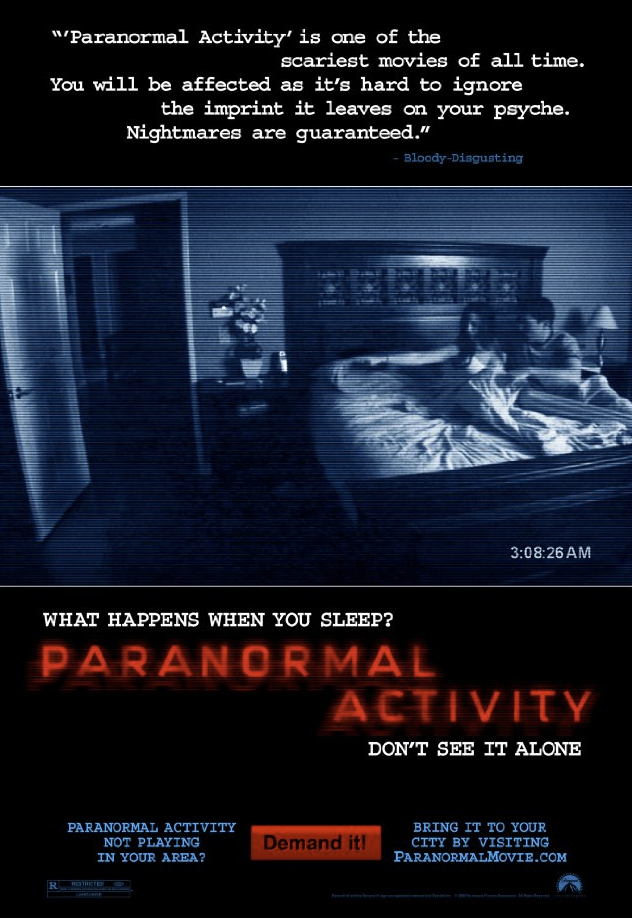 “‘Paranormal Activity’ is one of the
scariest movies of all time.
You will be affected as it’s hard to ignore
the imprint it leaves on your psyche.
Nightmares are guaranteed.”
- Bloody-Disgusting
3:08:26 AM
WHAT HAPPENS WHEN YOU SLEEP?
PARANORMAL
ACTIVITY
DON’T SEE IT ALONE
PARANORMAL ACTIVITY
NOT PLAYING
IN YOUR AREA?
Demand it!
BRING IT TO YOUR
CITY BY VISITING
PARANORMALMOVIE.COM
R RESTRICTED
LANGUAGE